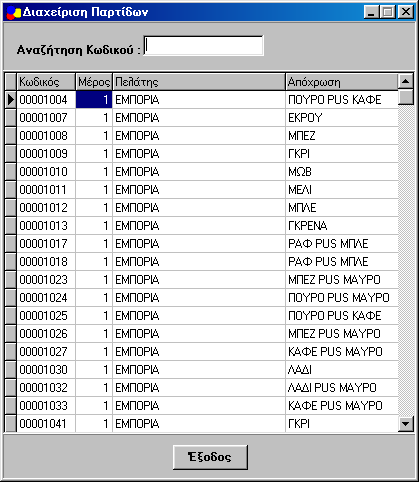 Διαχείριση Παρτίδων
Αναζήτηση Κωδικού :
Κωδικός Μέρος Πελάτης Απόχρωση
00001004 1 ΕΜΠΟΡΙΑ ΠΟΥΡΟ PUS ΚΑΦΕ
00001007 1 ΕΜΠΟΡΙΑ ΕΚΡΟΥ
00001008 1 ΕΜΠΟΡΙΑ ΜΠΕΖ
00001009 1 ΕΜΠΟΡΙΑ ΓΚΡΙ
00001010 1 ΕΜΠΟΡΙΑ ΜΩΒ
00001011 1 ΕΜΠΟΡΙΑ ΜΕΛΙ
00001012 1 ΕΜΠΟΡΙΑ ΜΠΛΕ
00001013 1 ΕΜΠΟΡΙΑ ΓΚΡΕΝΑ
00001017 1 ΕΜΠΟΡΙΑ ΡΑΦ PUS ΜΠΛΕ
00001018 1 ΕΜΠΟΡΙΑ ΡΑΦ PUS ΜΠΛΕ
00001023 1 ΕΜΠΟΡΙΑ ΜΠΕΖ PUS ΜΑΥΡΟ
00001024 1 ΕΜΠΟΡΙΑ ΠΟΥΡΟ PUS ΜΑΥΡΟ
00001025 1 ΕΜΠΟΡΙΑ ΠΟΥΡΟ PUS ΚΑΦΕ
00001026 1 ΕΜΠΟΡΙΑ ΜΠΕΖ PUS ΜΑΥΡΟ
00001027 1 ΕΜΠΟΡΙΑ ΚΑΦΕ PUS ΜΑΥΡΟ
00001030 1 ΕΜΠΟΡΙΑ ΛΑΔΙ
00001032 1 ΕΜΠΟΡΙΑ ΛΑΔΙ PUS ΜΑΥΡΟ
00001033 1 ΕΜΠΟΡΙΑ ΚΑΦΕ PUS ΜΑΥΡΟ
00001041 1 ΕΜΠΟΡΙΑ ΓΚΡΙ
Έξοδος